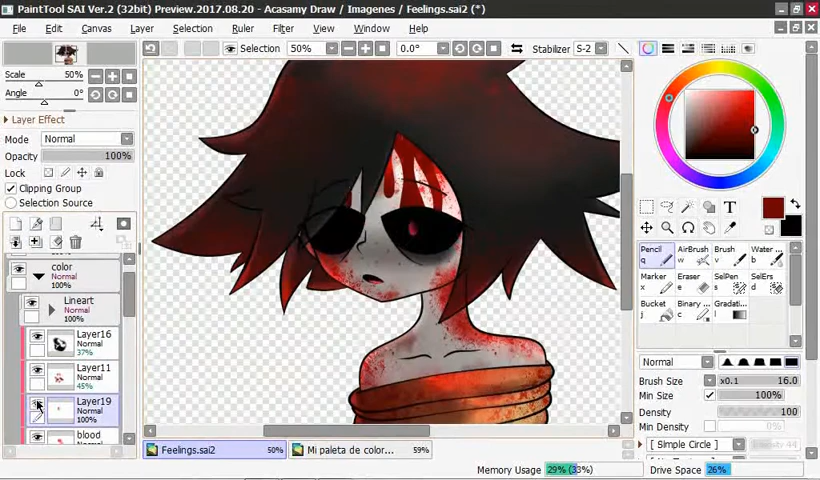 PaintTool SAI Ver.2 (32bit) Preview.2017.08.20 - Acasamy Draw / Imagenes / Feelings.sai2 (*)
File Edit Canvas Layer Selection Ruler Filter View Window Help
Selection 50% 0.0° Stabilizer S-2
Scale 50%
Angle 0°
Layer Effect
Mode Normal
Opacity 100%
Lock
Clipping Group
Selection Source
color
Normal
100%
Lineart
Normal
100%
Layer16
Normal
37%
Layer11
Normal
45%
Layer19
Normal
100%
blood
Normal
T
Pencil AirBrush Brush Water
q w v b
Marker Eraser SelPen SelErs
x e s d
Bucket Binary Gradati
j c l
Normal
Brush Size x0.1 16.0
Min Size 100%
Density 100
Min Density 0%
[ Simple Circle ] Intensity 44
Feelings.sai2 50% Mi paleta de color... 59%
Memory Usage 29% (33%) Drive Space 26%